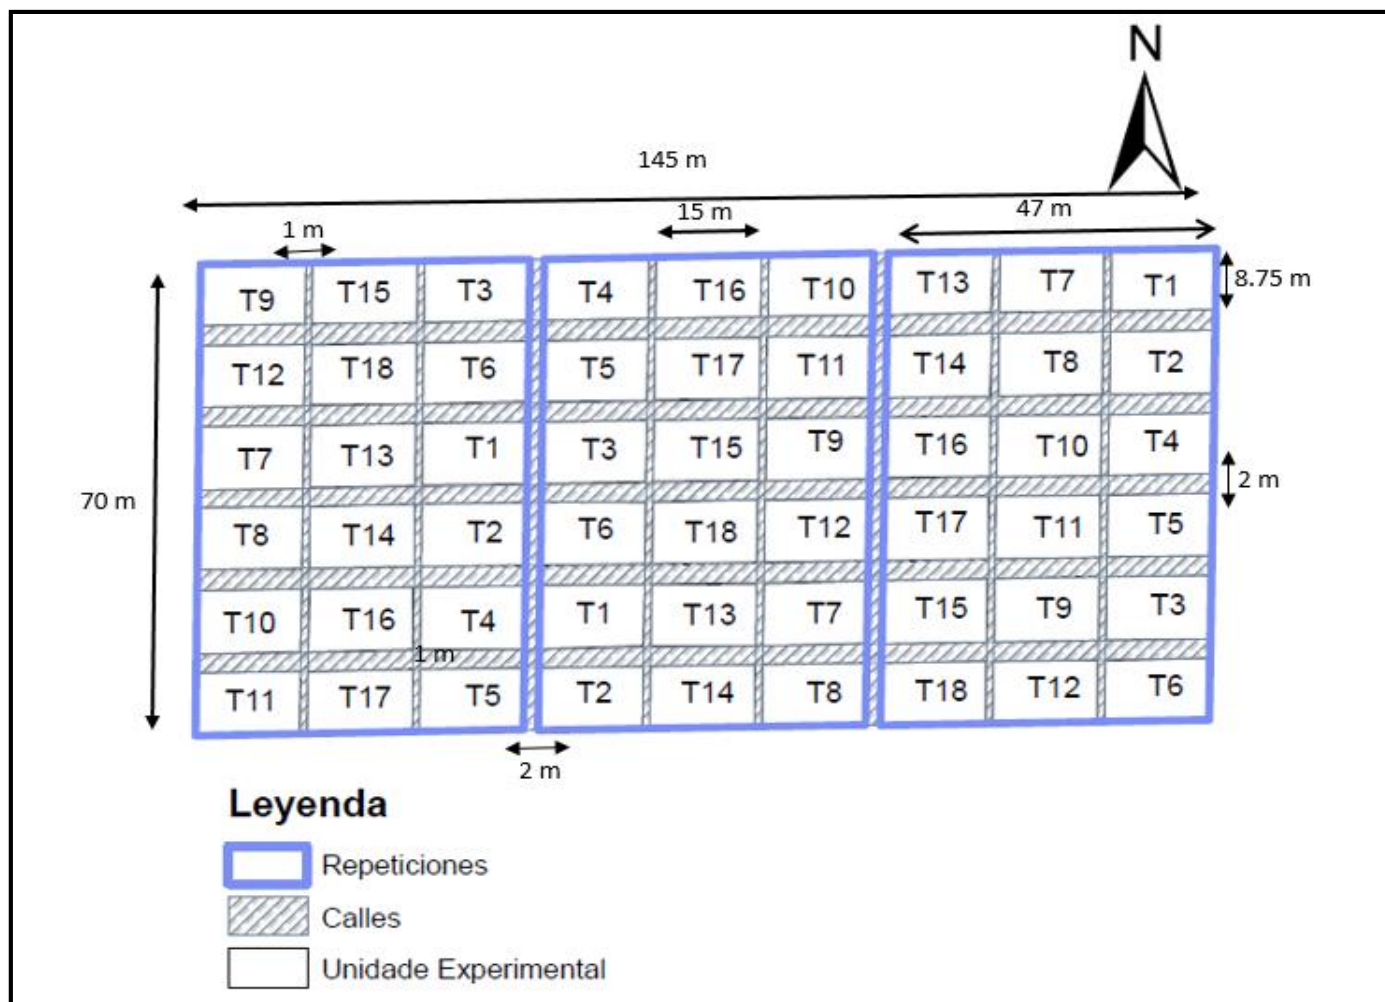 N
145 m
15 m
47 m
1 m
8.75 m
T9 T15 T3 T4 T16 T10 T13 T7 T1
T12 T18 T6 T5 T17 T11 T14 T8 T2
T7 T13 T1 T3 T15 T9 T16 T10 T4
70 m
2 m
T8 T14 T2 T6 T18 T12 T17 T11 T5
T10 T16 T4 T1 T13 T7 T15 T9 T3
1 m
T11 T17 T5 T2 T14 T8 T18 T12 T6
2 m
Leyenda
Repeticiones
Calles
Unidade Experimental